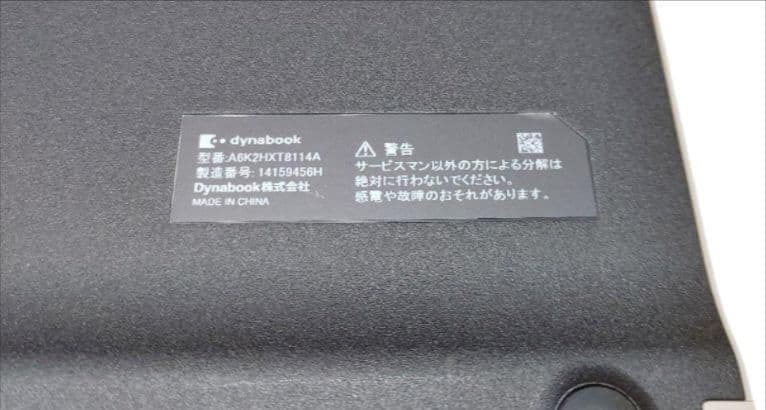 dynabook
型番:A6K2HXT8114A
製造番号:14159456H
Dynabook株式会社
MADE IN CHINA
警告
サービスマン以外の方による分解は
絶対に行わないでください。
感電や故障のおそれがあります。